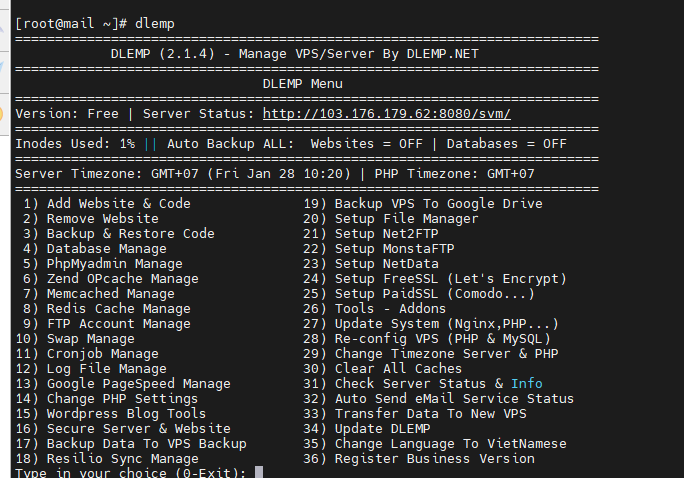 [root@mail ~]# dlemp
=========================================================================
DLEMP (2.1.4) - Manage VPS/Server By DLEMP.NET
=========================================================================
DLEMP Menu
=========================================================================
Version: Free | Server Status: http://103.176.179.62:8080/svm/
=========================================================================
Inodes Used: 1% || Auto Backup ALL:  Websites = OFF | Databases = OFF
=========================================================================
Server Timezone: GMT+07 (Fri Jan 28 10:20) | PHP Timezone: GMT+07
=========================================================================
1) Add Website & Code 19) Backup VPS To Google Drive
2) Remove Website 20) Setup File Manager
3) Backup & Restore Code 21) Setup Net2FTP
4) Database Manage 22) Setup MonstaFTP
5) PhpMyadmin Manage 23) Setup NetData
6) Zend OPcache Manage 24) Setup FreeSSL (Let's Encrypt)
7) Memcached Manage 25) Setup PaidSSL (Comodo...)
8) Redis Cache Manage 26) Tools - Addons
9) FTP Account Manage 27) Update System (Nginx,PHP...)
10) Swap Manage 28) Re-config VPS (PHP & MySQL)
11) Cronjob Manage 29) Change Timezone Server & PHP
12) Log File Manage 30) Clear All Caches
13) Google PageSpeed Manage 31) Check Server Status & Info
14) Change PHP Settings 32) Auto Send eMail Service Status
15) Wordpress Blog Tools 33) Transfer Data To New VPS
16) Secure Server & Website 34) Update DLEMP
17) Backup Data To VPS Backup 35) Change Language To VietNamese
18) Resilio Sync Manage 36) Register Business Version
Type in your choice (0-Exit):